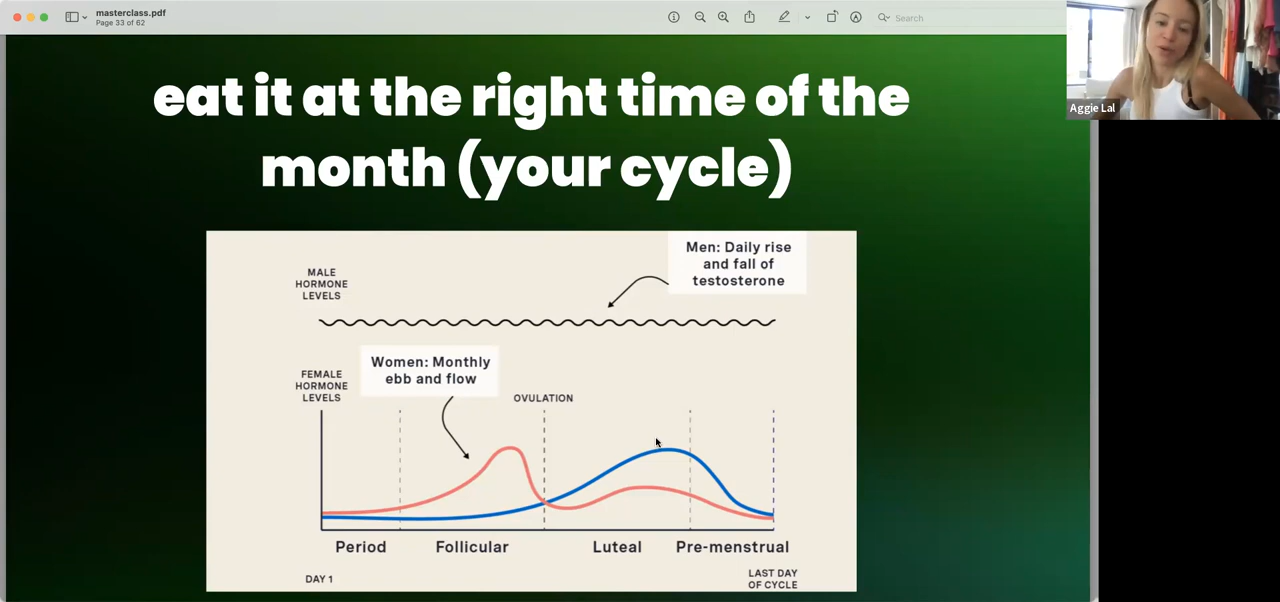 masterclass.pdf
Page 33 of 62
Search
Aggie Lal
eat it at the right time of the
month (your cycle)
MALE
HORMONE
LEVELS
Men: Daily rise
and fall of
testosterone
Women: Monthly
ebb and flow
FEMALE
HORMONE
LEVELS
OVULATION
Period
Follicular
Luteal
Pre-menstrual
DAY 1
LAST DAY
OF CYCLE